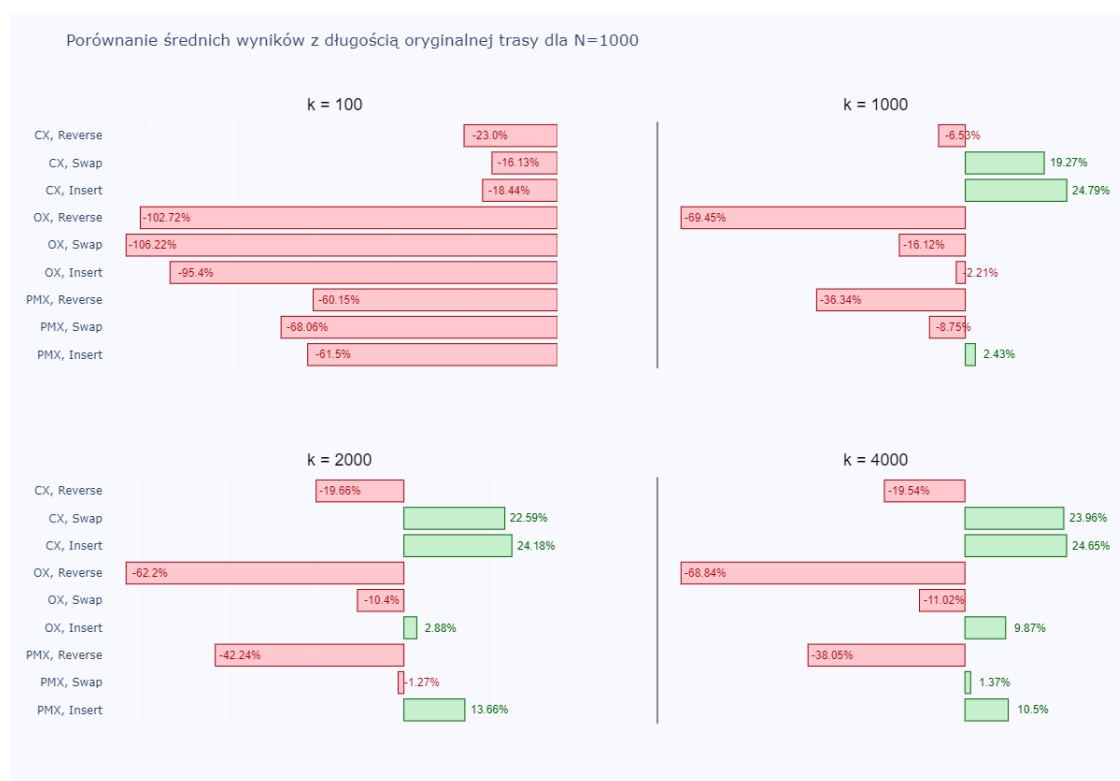 Porównanie średnich wyników z długością oryginalnej trasy dla N=1000
k = 100
CX, Reverse -23.0%
CX, Swap -16.13%
CX, Insert -18.44%
OX, Reverse -102.72%
OX, Swap -106.22%
OX, Insert -95.4%
PMX, Reverse -60.15%
PMX, Swap -68.06%
PMX, Insert -61.5%
k = 1000
-6.53%
19.27%
24.79%
-69.45%
-16.12%
-2.21%
-36.34%
-8.75%
2.43%
k = 2000
CX, Reverse -19.66%
CX, Swap 22.59%
CX, Insert 24.18%
OX, Reverse -62.2%
OX, Swap -10.4%
OX, Insert 2.88%
PMX, Reverse -42.24%
PMX, Swap -1.27%
PMX, Insert 13.66%
k = 4000
-19.54%
23.96%
24.65%
-68.84%
-11.02%
9.87%
-38.05%
1.37%
10.5%